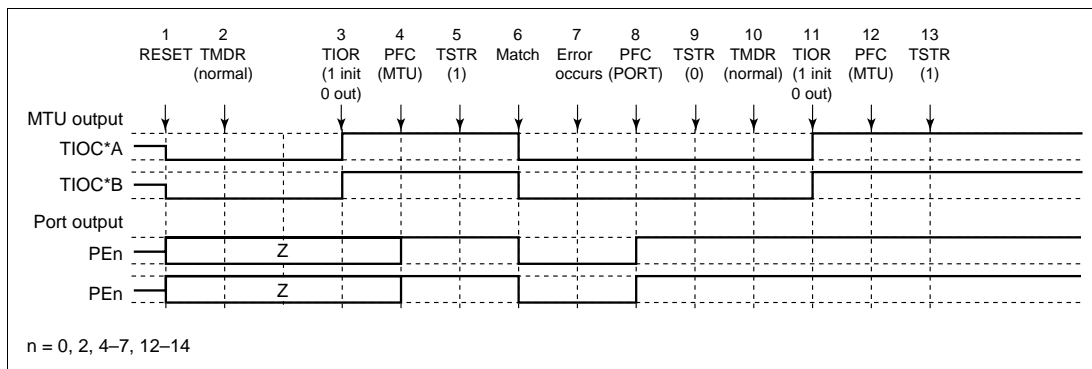 1 2 3 4 5 6 7 8 9 10 11 12 13
RESET TMDR TIOR PFC TSTR Match Error PFC TSTR TMDR TIOR PFC TSTR
(normal) (1 init (MTU) (1) occurs (PORT) (0) (normal) (1 init (MTU) (1)
0 out) 0 out)
MTU output
TIOC*A
TIOC*B
Port output
PEn Z
PEn Z
n = 0, 2, 4–7, 12–14